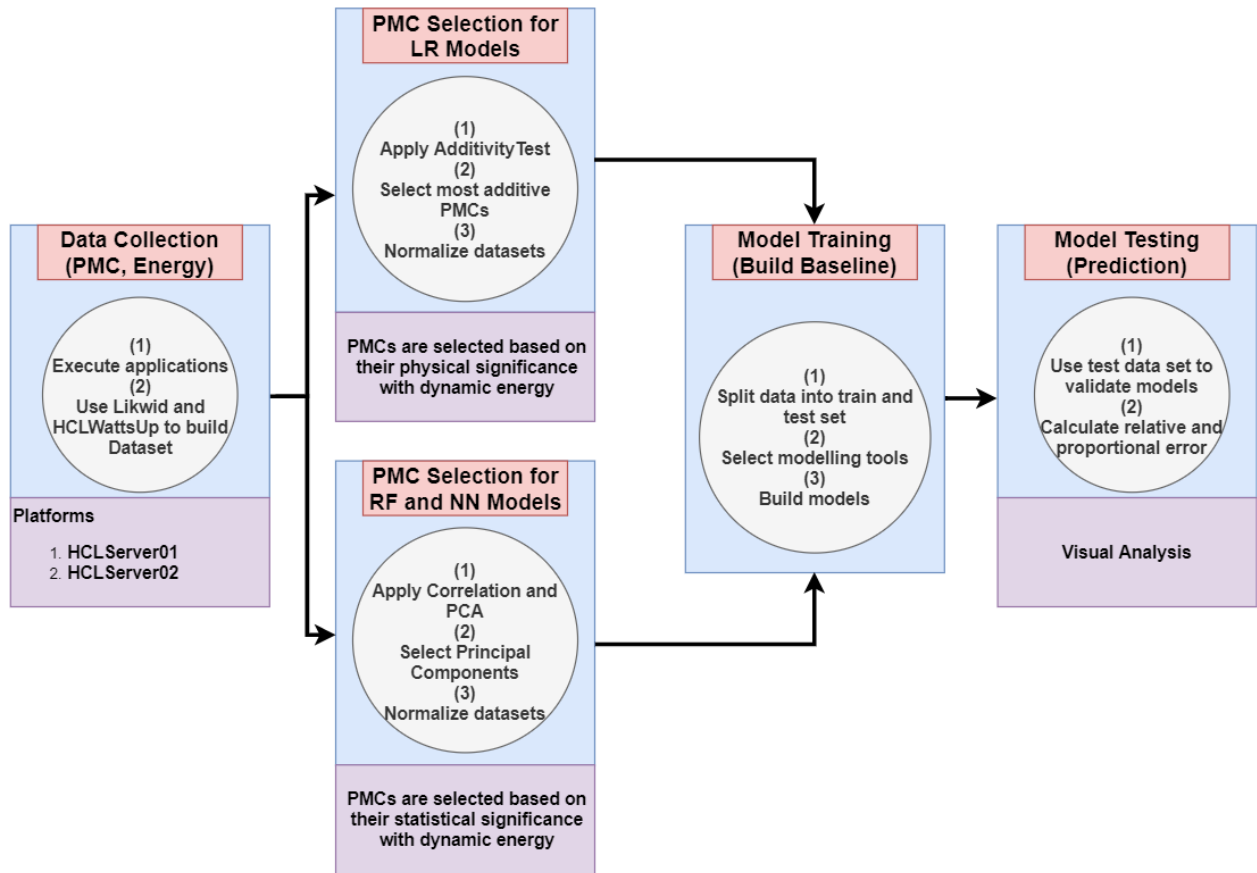 Data Collection
(PMC, Energy)
(1)
Execute applications
(2)
Use Likwid and
HCLWattsUp to build
Dataset
Platforms
1. HCLServer01
2. HCLServer02
PMC Selection for
LR Models
(1)
Apply AdditivityTest
(2)
Select most additive
PMCs
(3)
Normalize datasets
PMCs are selected based on
their physical significance
with dynamic energy
PMC Selection for
RF and NN Models
(1)
Apply Correlation and
PCA
(2)
Select Principal
Components
(3)
Normalize datasets
PMCs are selected based on
their statistical significance
with dynamic energy
Model Training
(Build Baseline)
(1)
Split data into train and
test set
(2)
Select modelling tools
(3)
Build models
Model Testing
(Prediction)
(1)
Use test data set to
validate models
(2)
Calculate relative and
proportional error
Visual Analysis